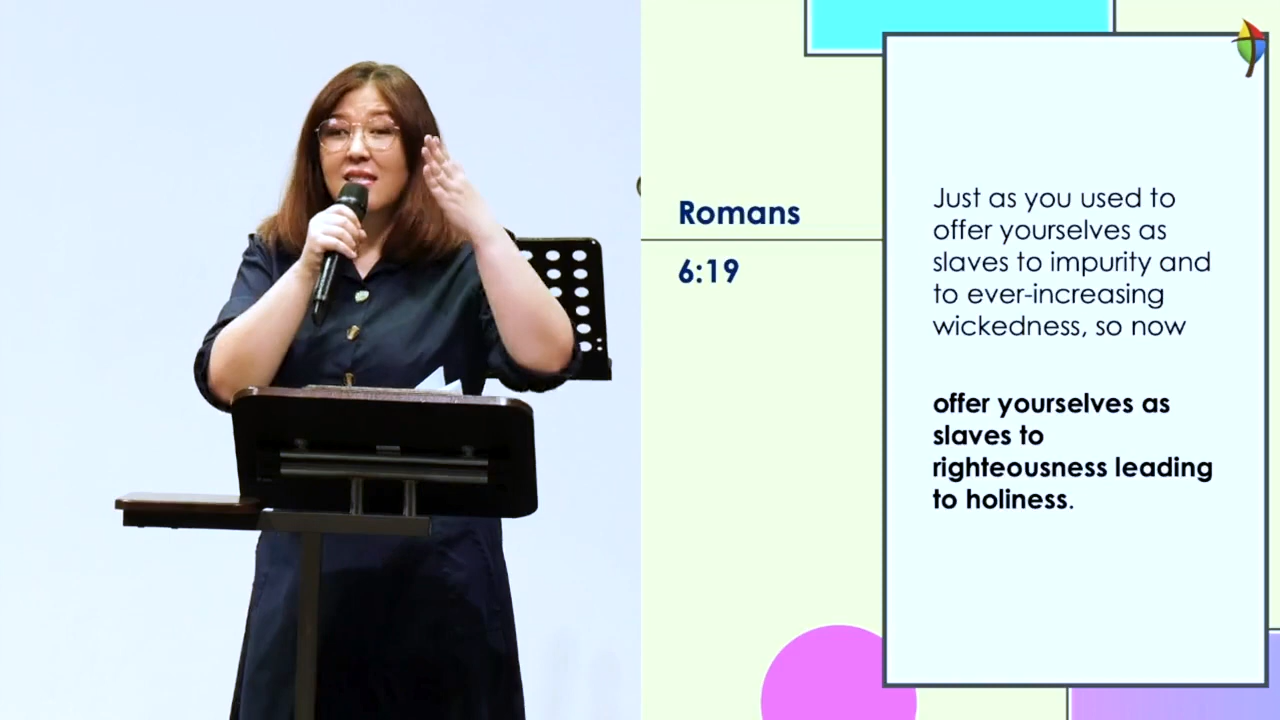 Romans
6:19
Just as you used to
offer yourselves as
slaves to impurity and
to ever-increasing
wickedness, so now
offer yourselves as
slaves to
righteousness leading
to holiness.